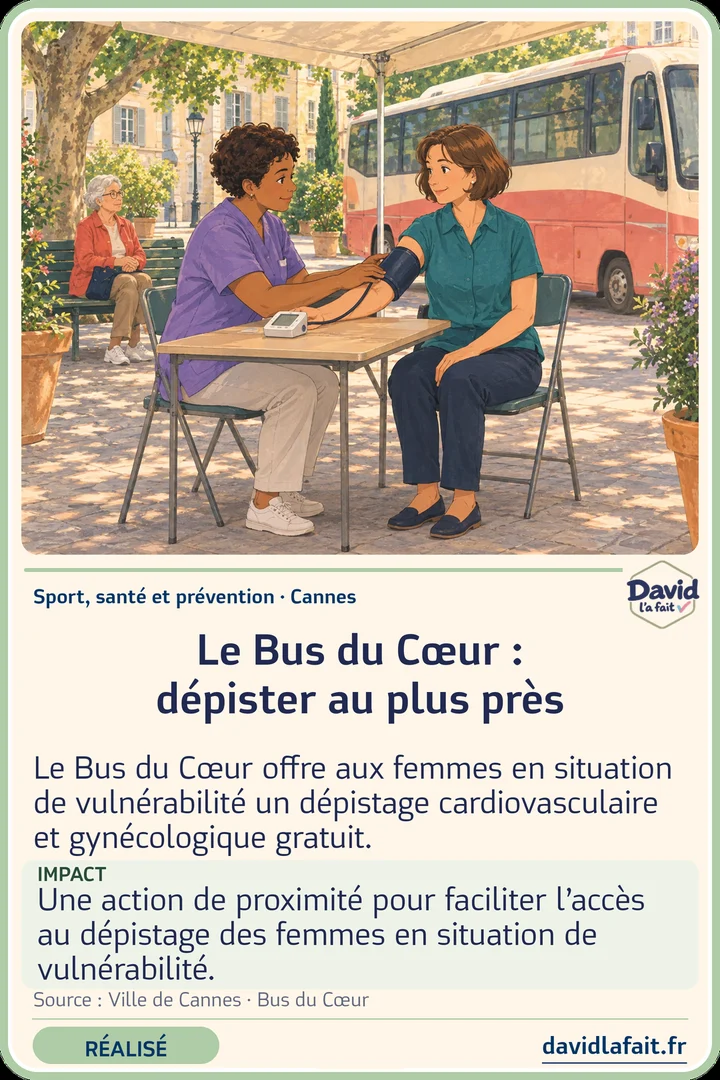 Sport, santé et prévention · Cannes
David
l'a fait
Le Bus du Cœur :
dépister au plus près
Le Bus du Cœur offre aux femmes en situation
de vulnérabilité un dépistage cardiovasculaire
et gynécologique gratuit.
IMPACT
Une action de proximité pour faciliter l’accès
au dépistage des femmes en situation de
vulnérabilité.
Source : Ville de Cannes · Bus du Cœur
RÉALISÉ
davidlafait.fr